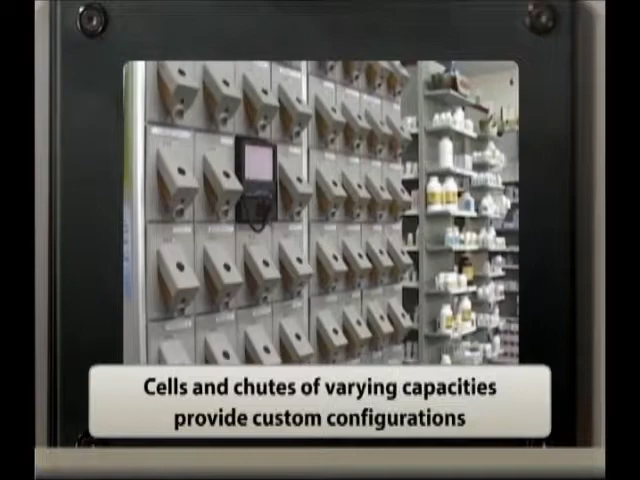 Cells and chutes of varying capacities
provide custom configurations